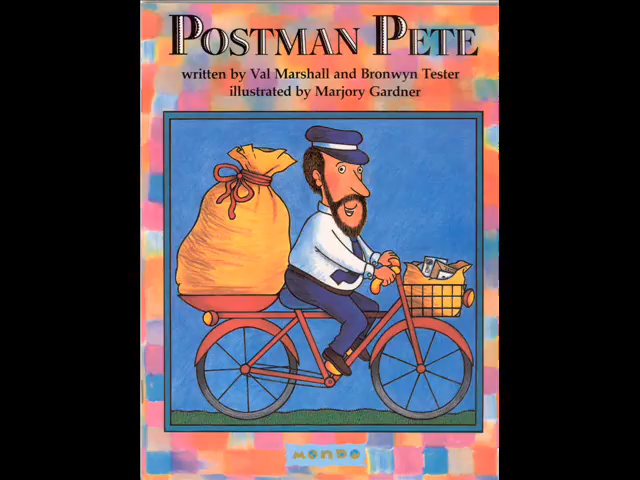 POSTMAN PETE
written by Val Marshall and Bronwyn Tester
illustrated by Marjory Gardner
MONDO